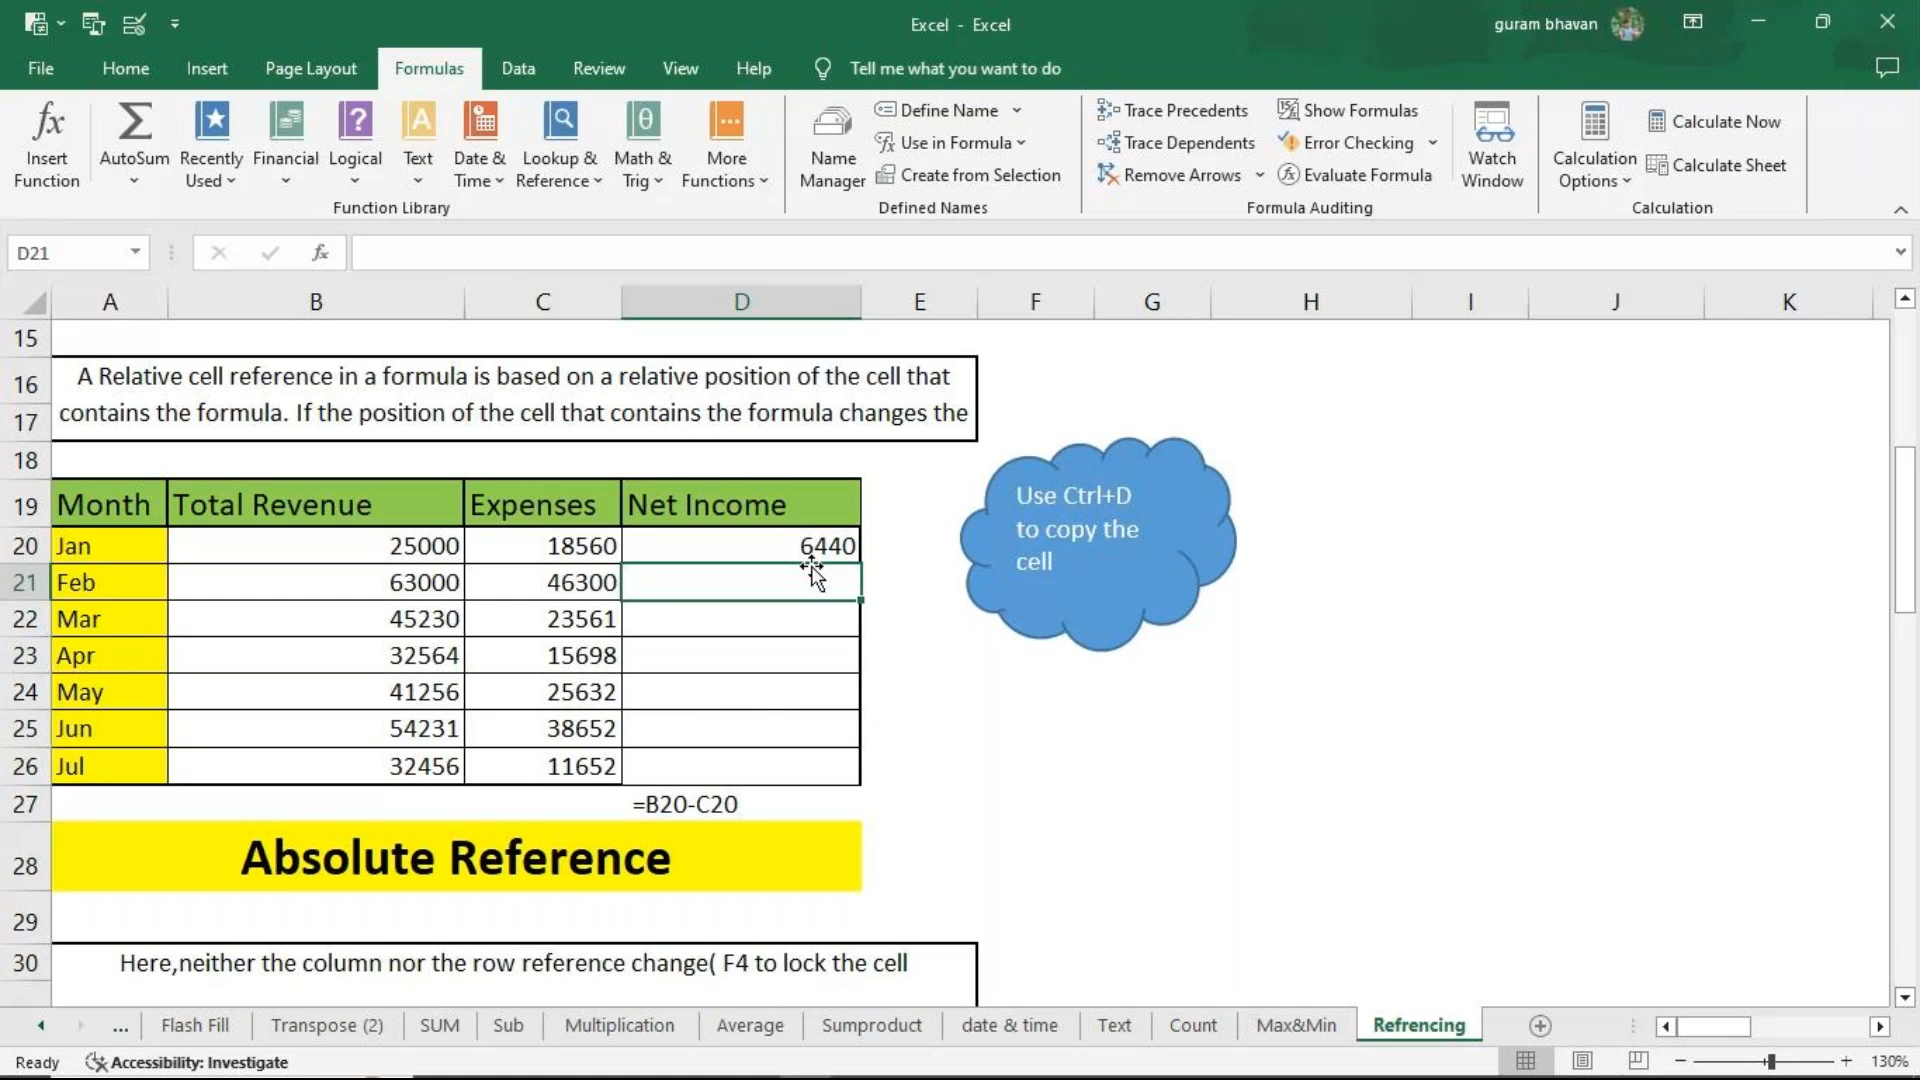 Excel - Excel
guram bhavan
File Home Insert Page Layout Formulas Data Review View Help Tell me what you want to do
fx Insert Function
Σ AutoSum
Recently Used
Financial
? Logical
A Text
Date & Time
Lookup & Reference
θ Math & Trig
More Functions
Function Library
Name Manager
Define Name
Use in Formula
Create from Selection
Defined Names
Trace Precedents
Trace Dependents
Remove Arrows
Show Formulas
Error Checking
Evaluate Formula
Formula Auditing
Watch Window
Calculation Options
Calculate Now
Calculate Sheet
Calculation
D21 fx
A B C D E F G H I J K
15
16 A Relative cell reference in a formula is based on a relative position of the cell that
17 contains the formula. If the position of the cell that contains the formula changes the
18
19 Month Total Revenue Expenses Net Income
20 Jan 25000 18560 6440
21 Feb 63000 46300
22 Mar 45230 23561
23 Apr 32564 15698
24 May 41256 25632
25 Jun 54231 38652
26 Jul 32456 11652
27 =B20-C20
28 Absolute Reference
29
30 Here,neither the column nor the row reference change( F4 to lock the cell
Use Ctrl+D
to copy the
cell
... Flash Fill Transpose (2) SUM Sub Multiplication Average Sumproduct date & time Text Count Max&Min Refrencing
Ready Accessibility: Investigate 130%